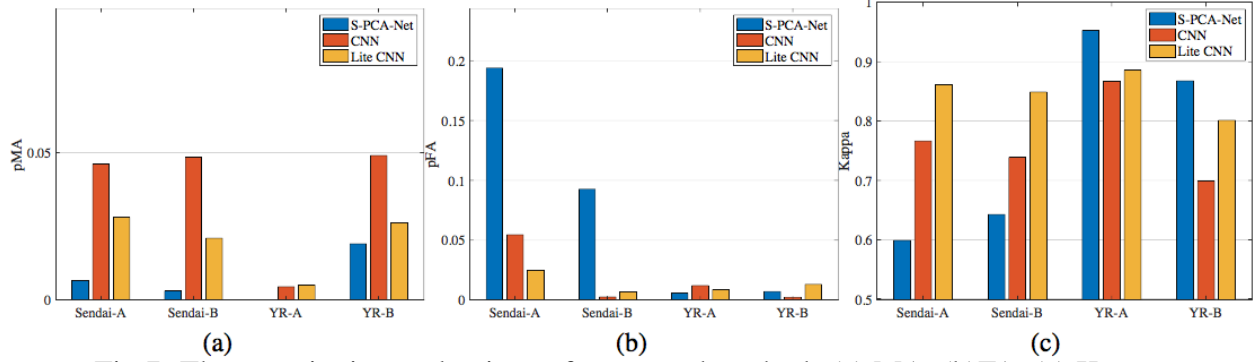 S-PCA-Net
CNN
Lite CNN
0.05
0
pMA
Sendai-A Sendai-B YR-A YR-B
(a)
S-PCA-Net
CNN
Lite CNN
0.2
0.15
0.1
0.05
0
pFA
Sendai-A Sendai-B YR-A YR-B
(b)
S-PCA-Net
CNN
Lite CNN
1
0.9
0.8
0.7
0.6
0.5
Kappa
Sendai-A Sendai-B YR-A YR-B
(c)